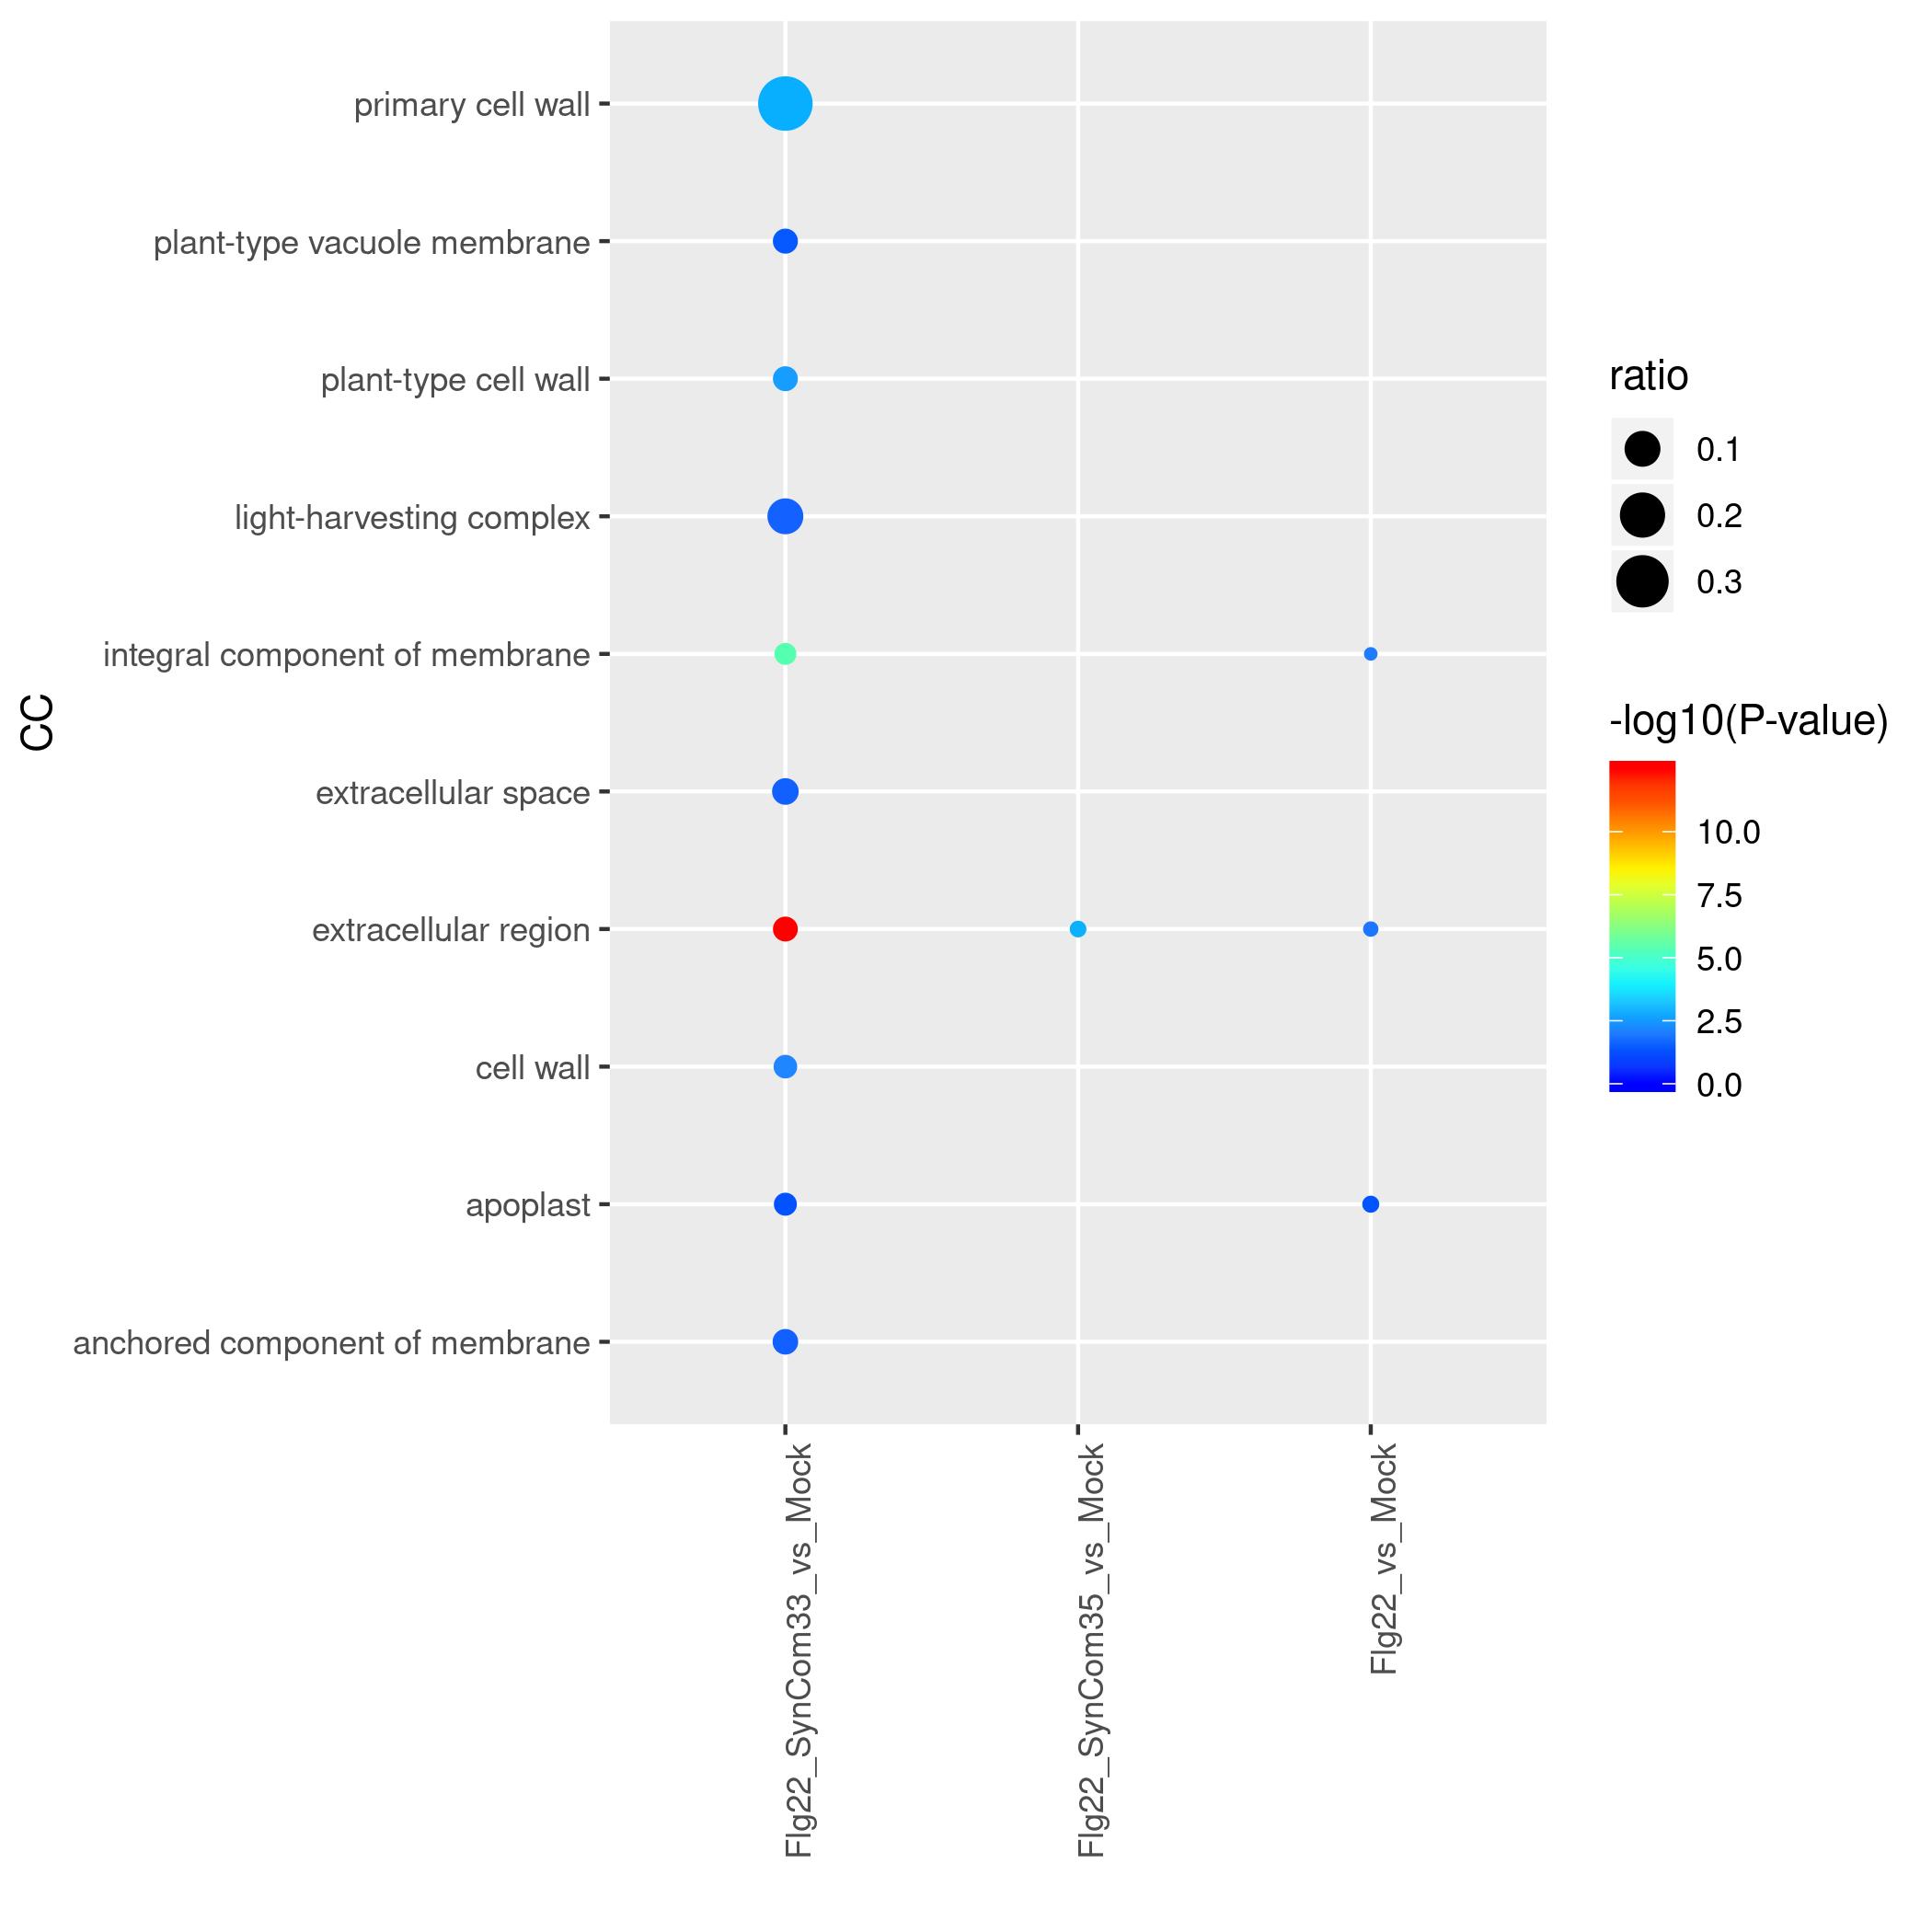 CC
primary cell wall
plant-type vacuole membrane
plant-type cell wall
light-harvesting complex
integral component of membrane
extracellular space
extracellular region
cell wall
apoplast
anchored component of membrane
Flg22_SynCom33_vs_Mock
Flg22_SynCom35_vs_Mock
Flg22_vs_Mock
ratio
0.1
0.2
0.3
-log10(P-value)
10.0
7.5
5.0
2.5
0.0